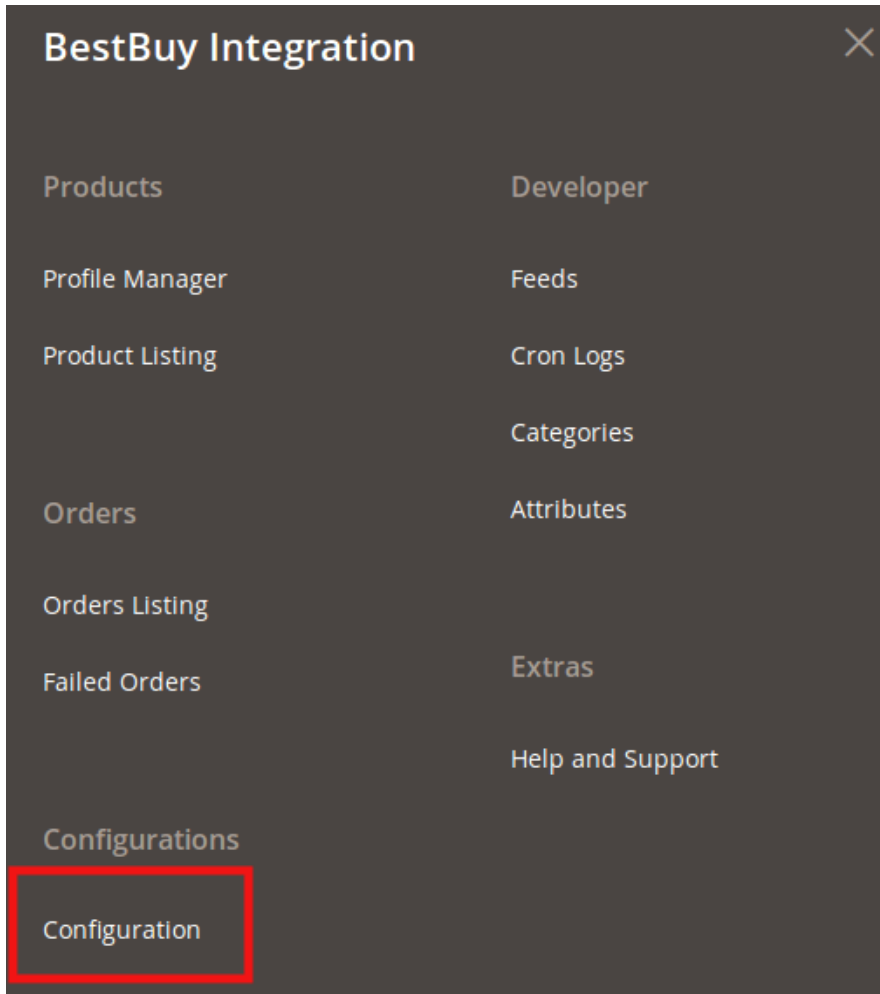 BestBuy Integration
Products
Profile Manager
Product Listing
Orders
Orders Listing
Failed Orders
Configurations
Configuration
Developer
Feeds
Cron Logs
Categories
Attributes
Extras
Help and Support